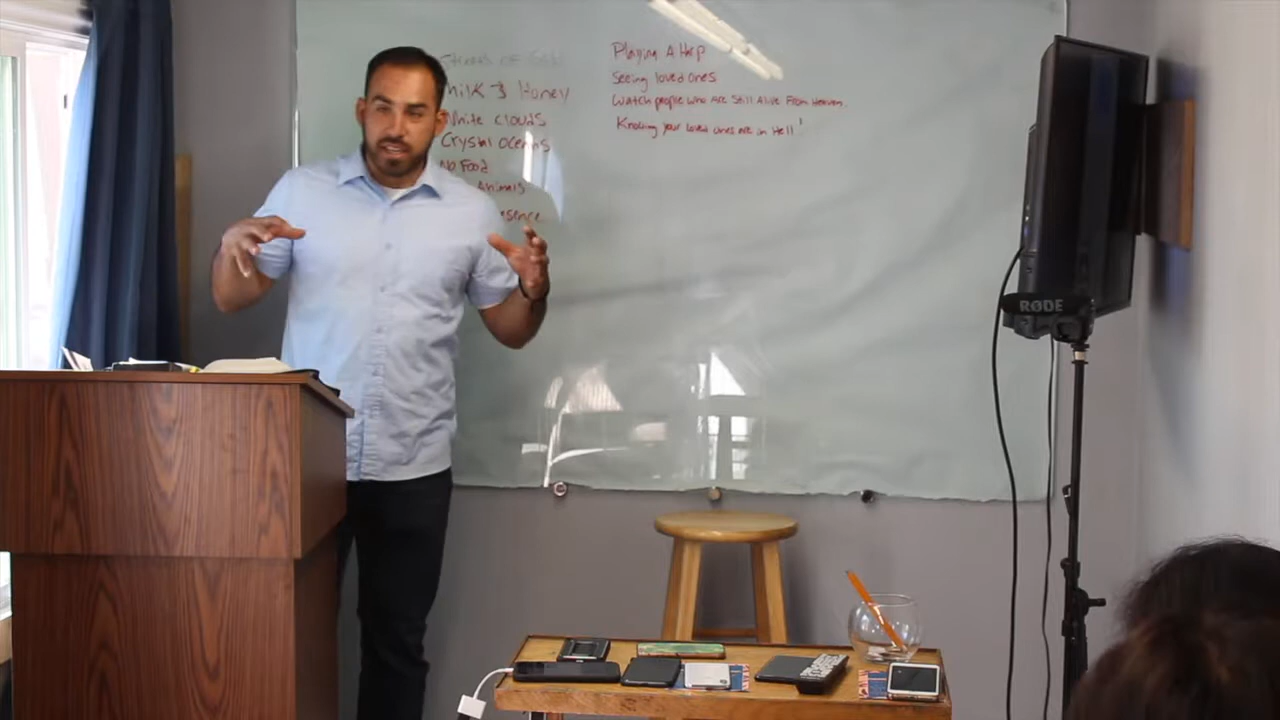 Streets of Gold
Milk & Honey
White clouds
Crystal oceans
No Food
Animals
Playing A Harp
Seeing loved ones
Watch people who Are Still Alive From Heaven.
Knowing your loved ones are in Hell!
RØDE